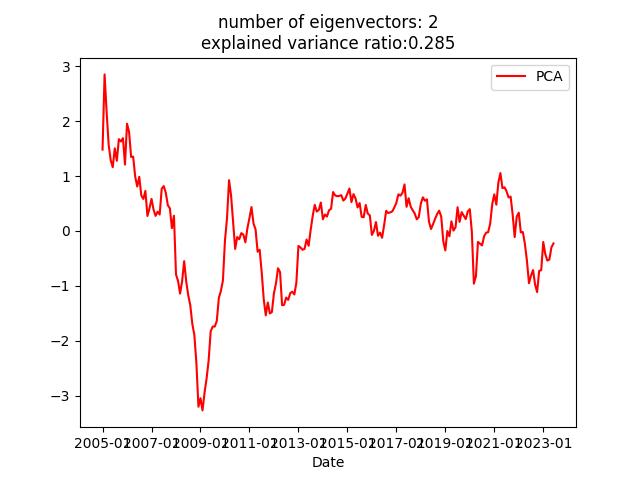 number of eigenvectors: 2
explained variance ratio:0.285
PCA
3
2
1
0
−1
−2
−3
2005-01 2007-01 2009-01 2011-01 2013-01 2015-01 2017-01 2019-01 2021-01 2023-01
Date